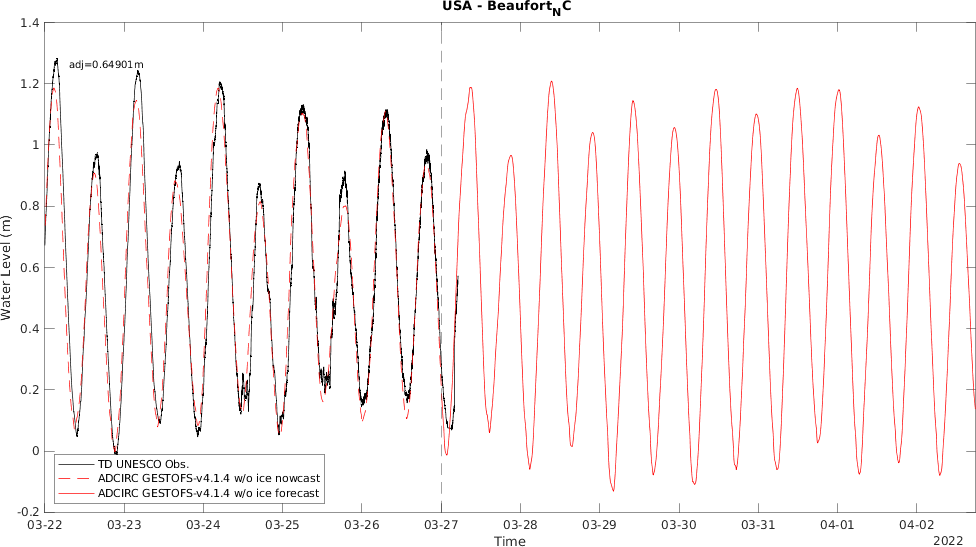 USA - Beaufort_NC
1.4
1.2
1
0.8
0.6
0.4
0.2
0
-0.2
Water Level (m)
adj=0.64901m
TD UNESCO Obs.
ADCIRC GESTOFS-v4.1.4 w/o ice nowcast
ADCIRC GESTOFS-v4.1.4 w/o ice forecast
03-22 03-23 03-24 03-25 03-26 03-27 03-28 03-29 03-30 03-31 04-01 04-02
Time
2022